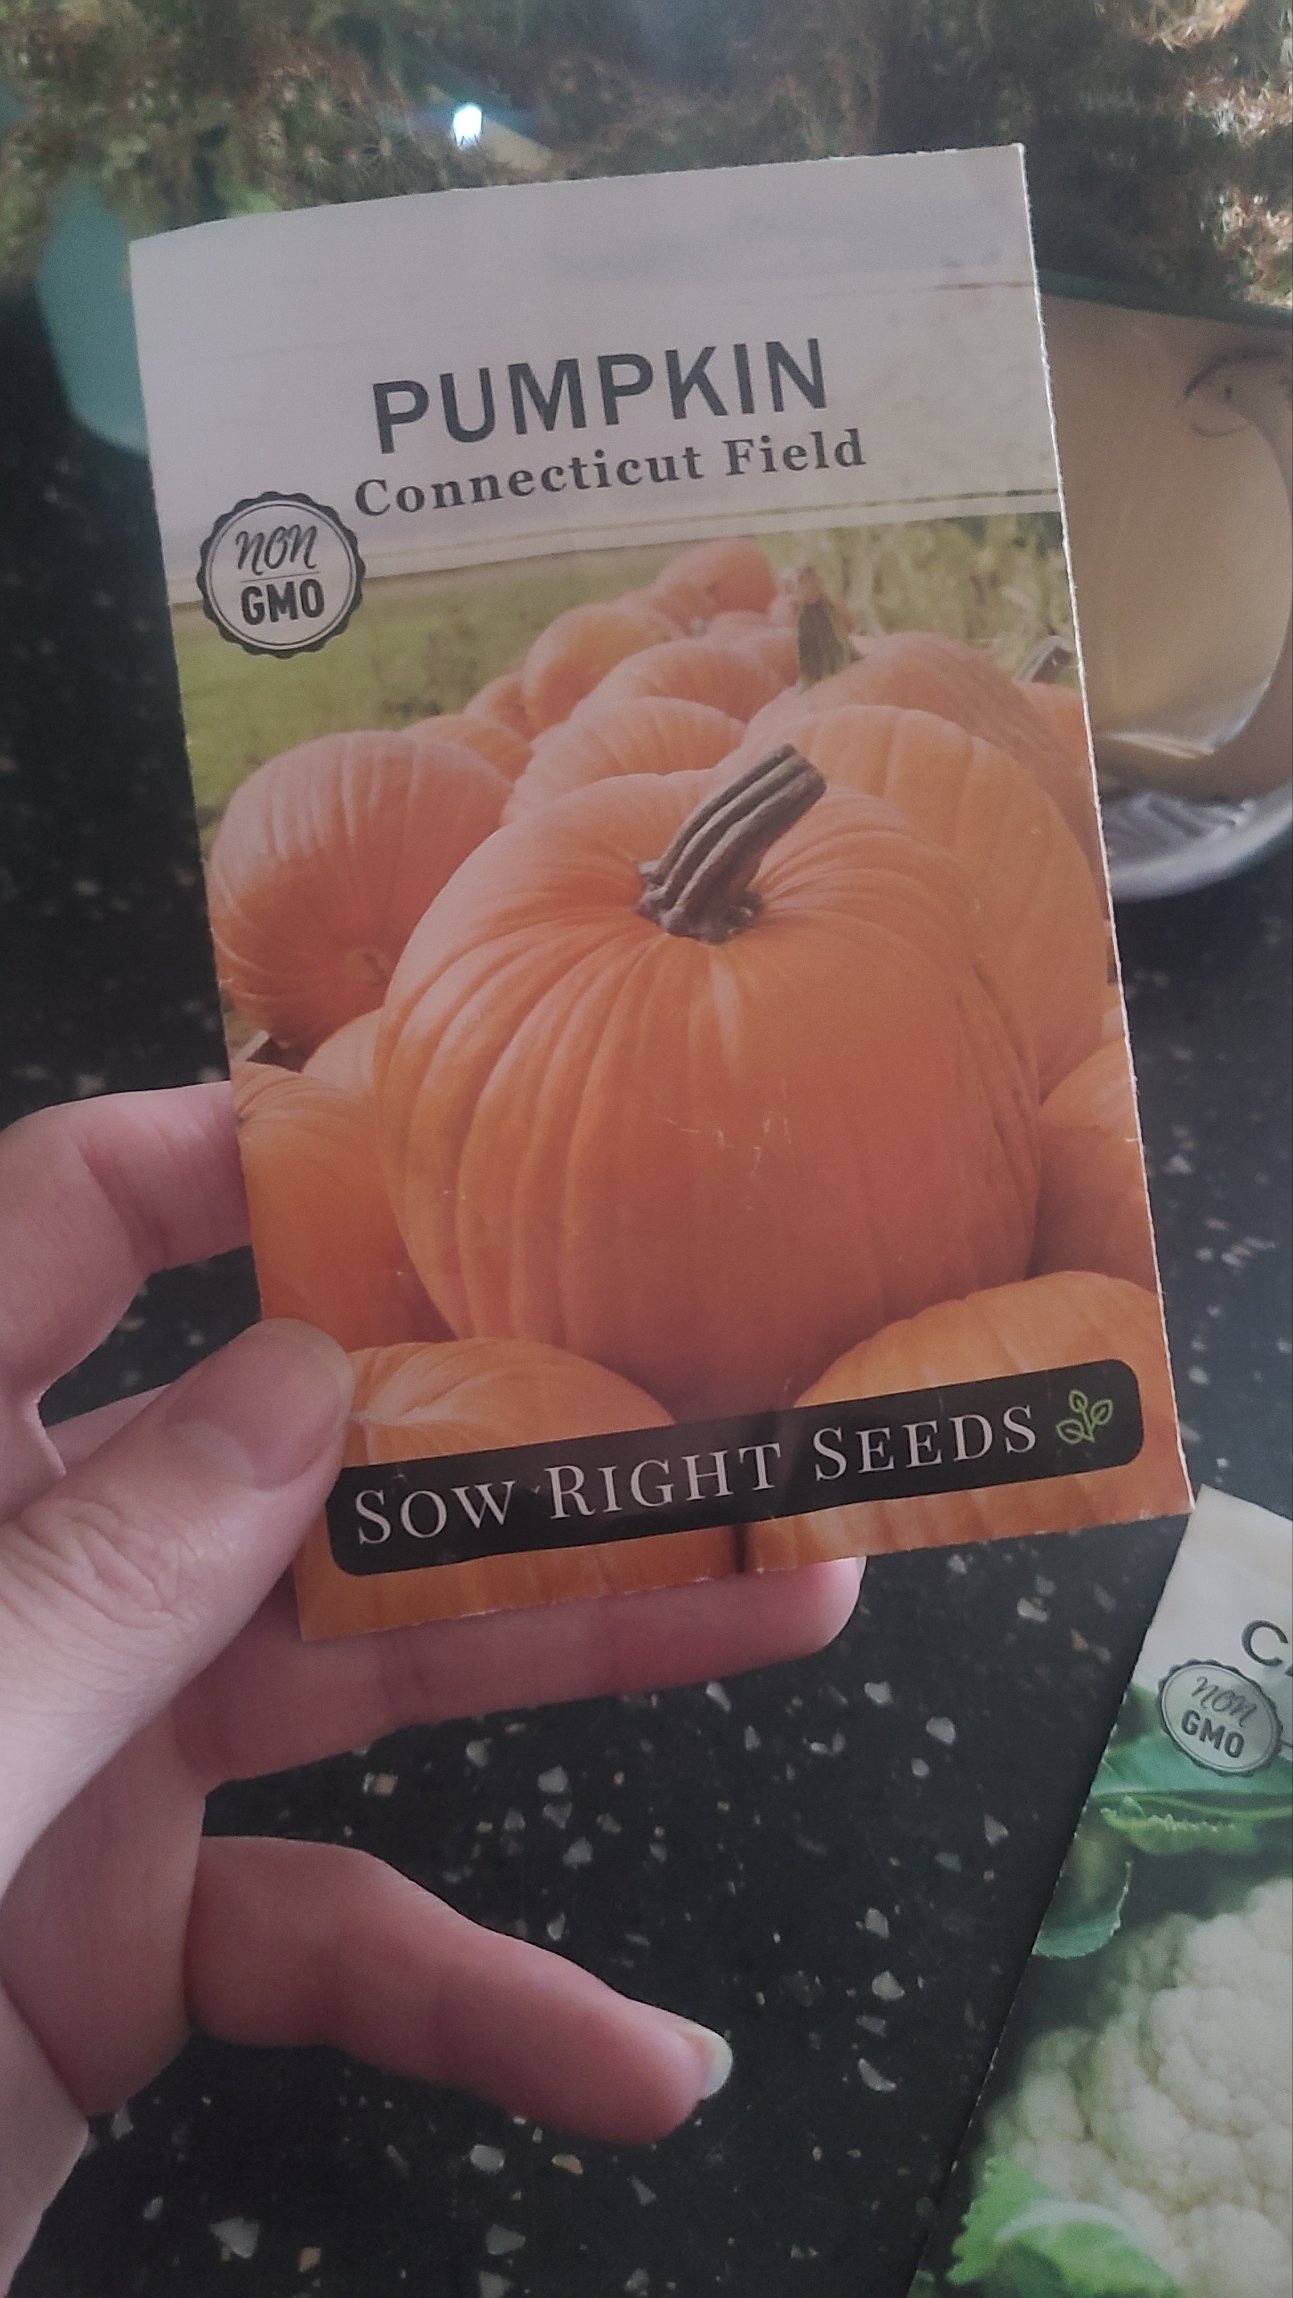 PUMPKIN
Connecticut Field
non
GMO
SOW RIGHT SEEDS
non
GMO